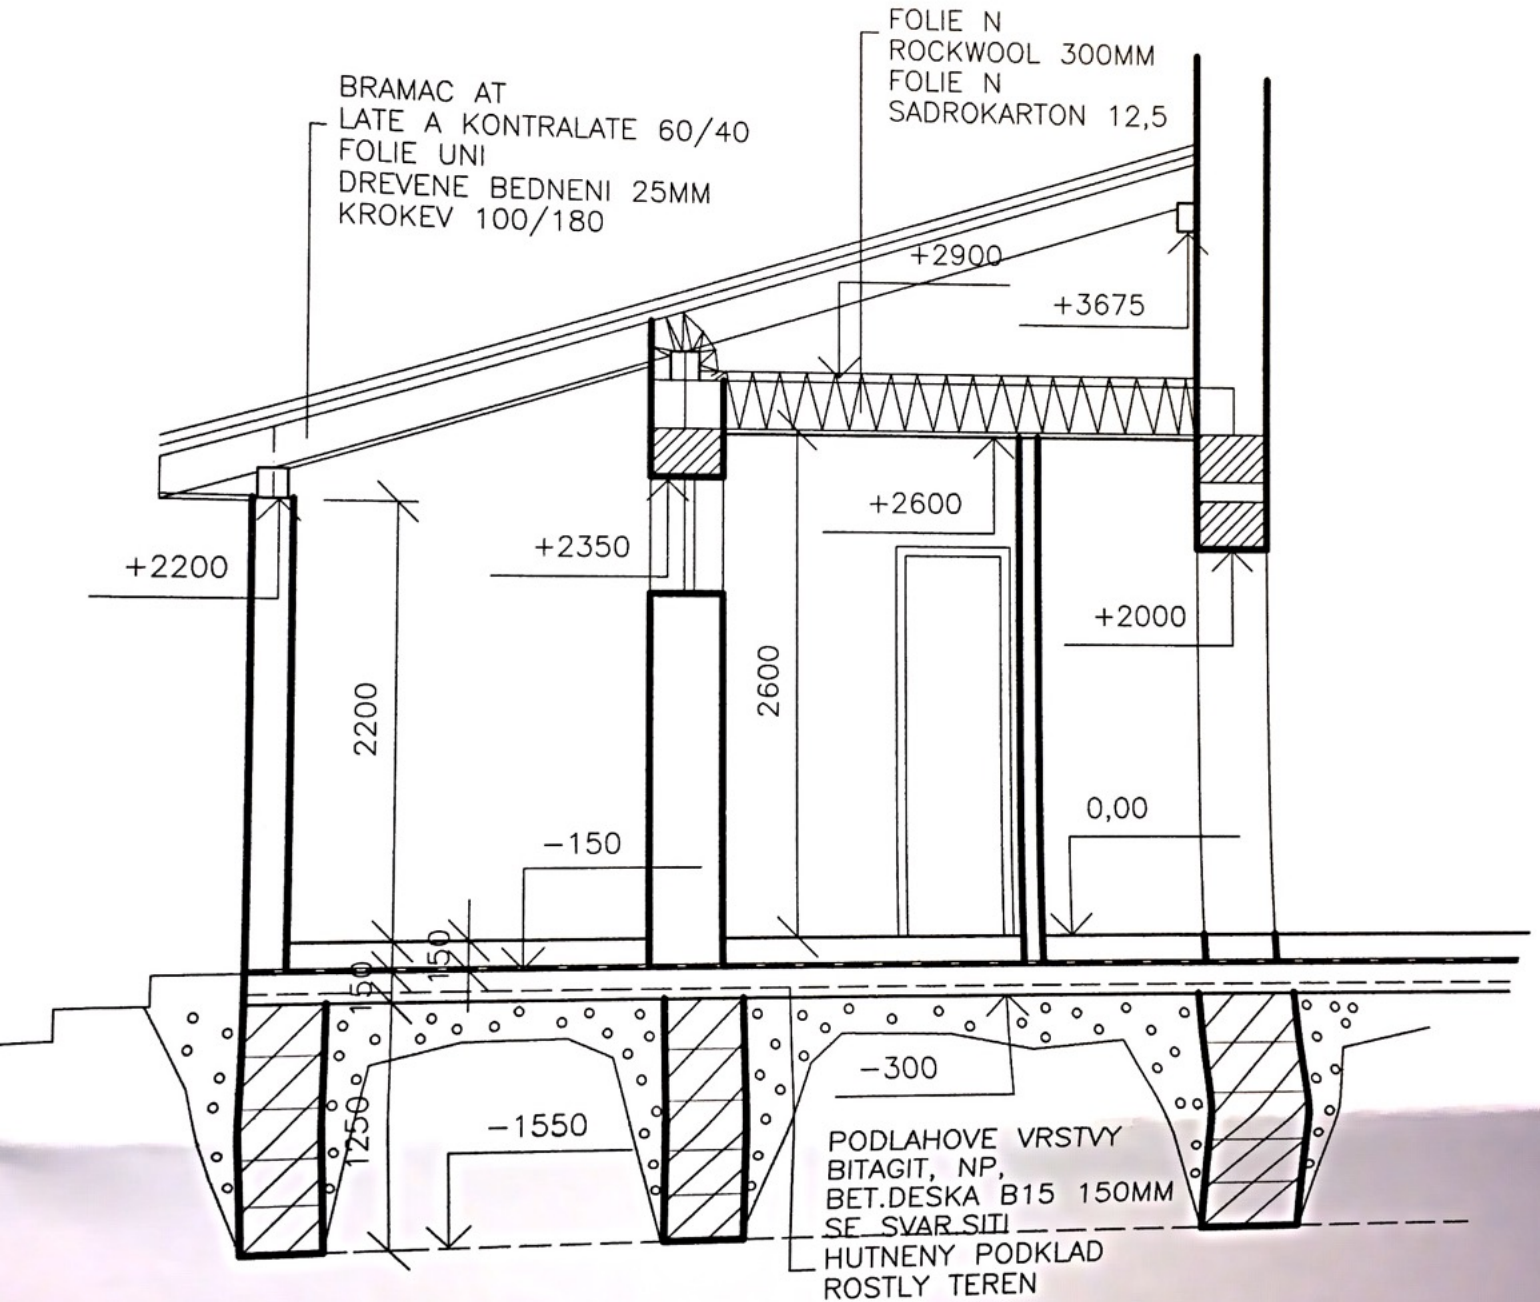 FOLIE N
ROCKWOOL 300MM
FOLIE N
SADROKARTON 12,5
BRAMAC AT
LATE A KONTRALATE 60/40
FOLIE UNI
DREVENE BEDNENI 25MM
KROKEV 100/180
+2900
+3675
+2200
+2350
+2600
+2000
2200
2600
0,00
-150
150
150
1250
-300
-1550
PODLAHOVE VRSTVY
BITAGIT, NP,
BET.DESKA B15 150MM
SE SVAR.SITI
HUTNENY PODKLAD
ROSTLY TEREN